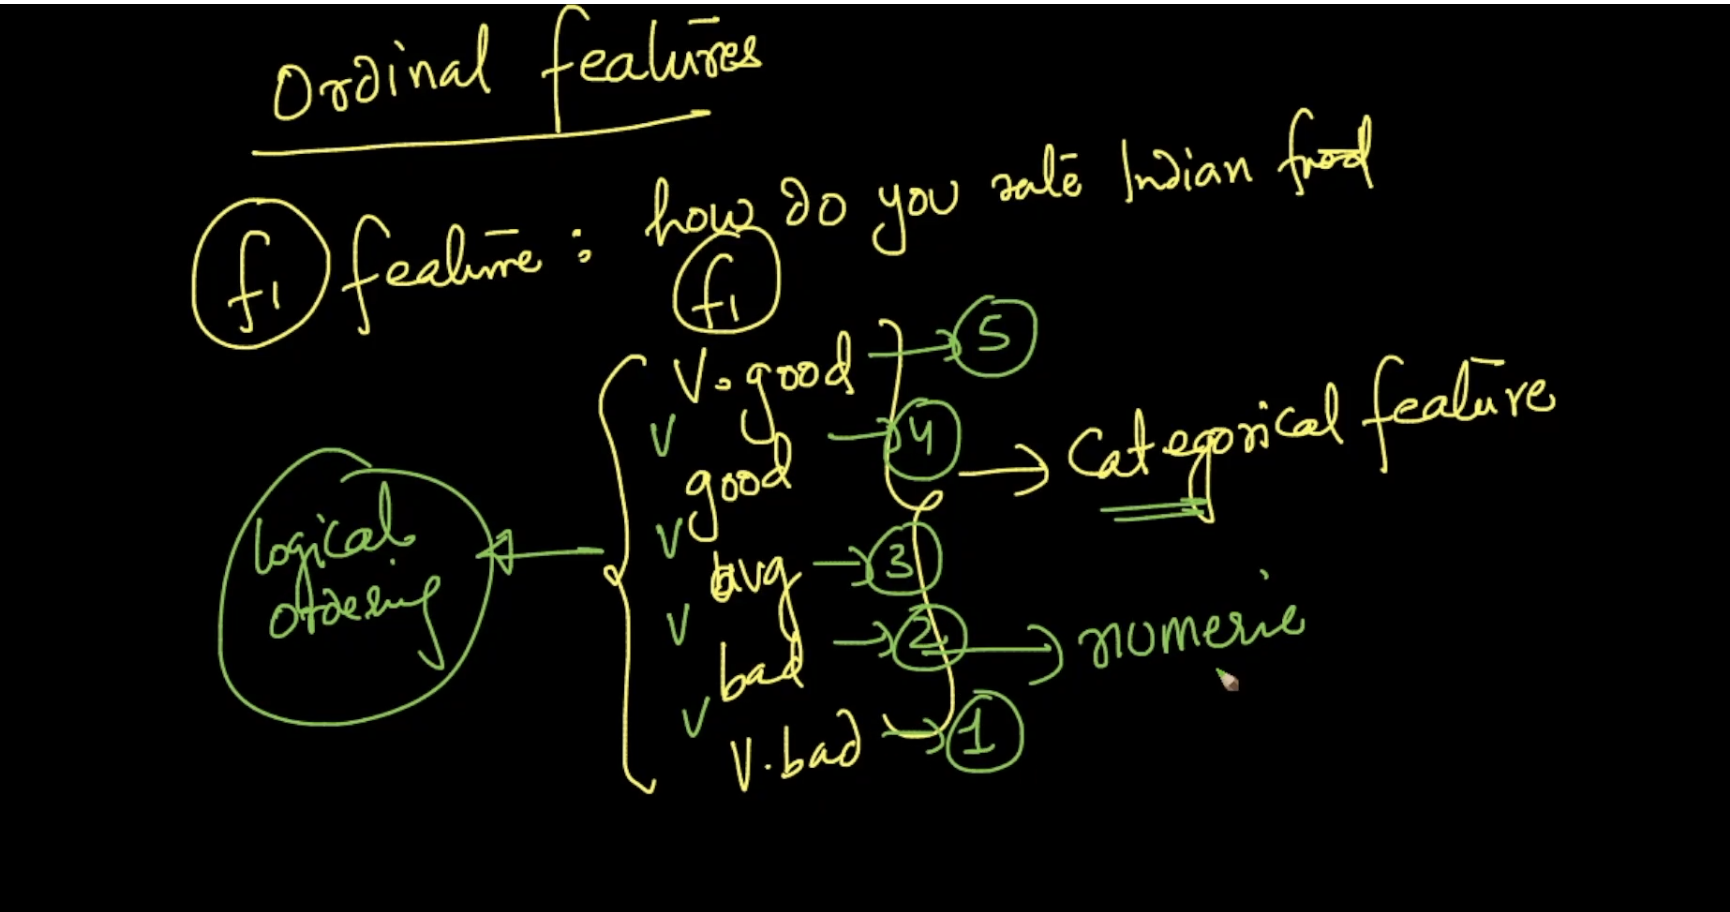 Ordinal features
f1 feature : how do you rate Indian food
f1
V. good → 5
V
good → 4
→ Categorical feature
V
avg → 3
logical
ordering
V
bad → 2 → numeric
V
V. bad → 1